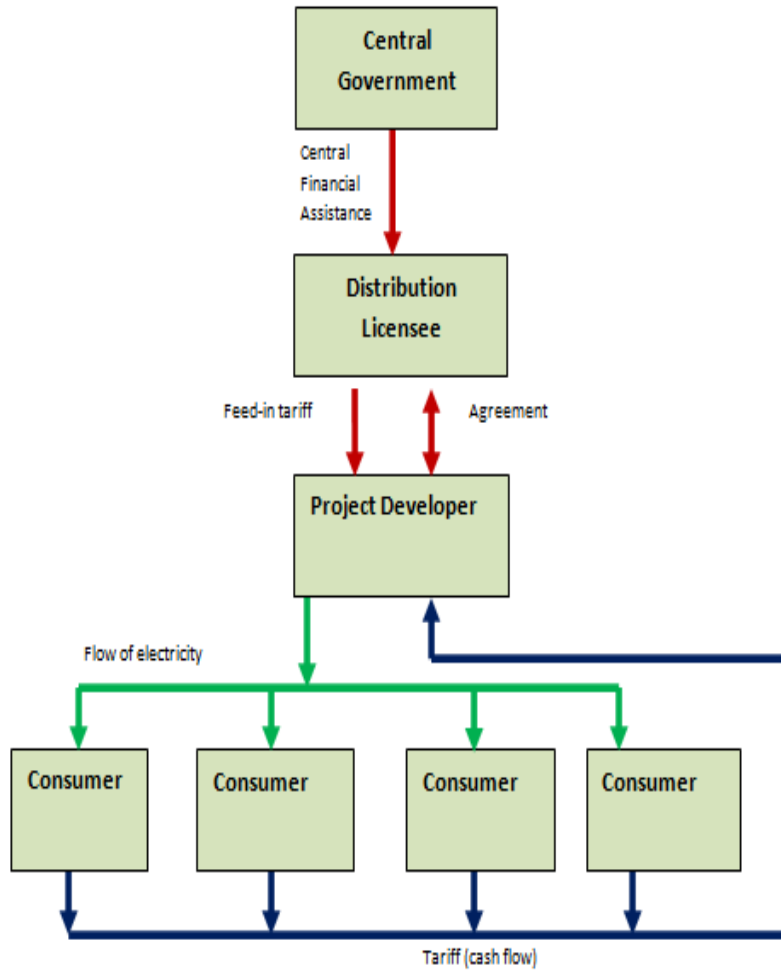 Central
Government
Central
Financial
Assistance
Distribution
Licensee
Feed-in tariff
Agreement
Project Developer
Flow of electricity
Consumer
Consumer
Consumer
Consumer
Tariff (cash flow)